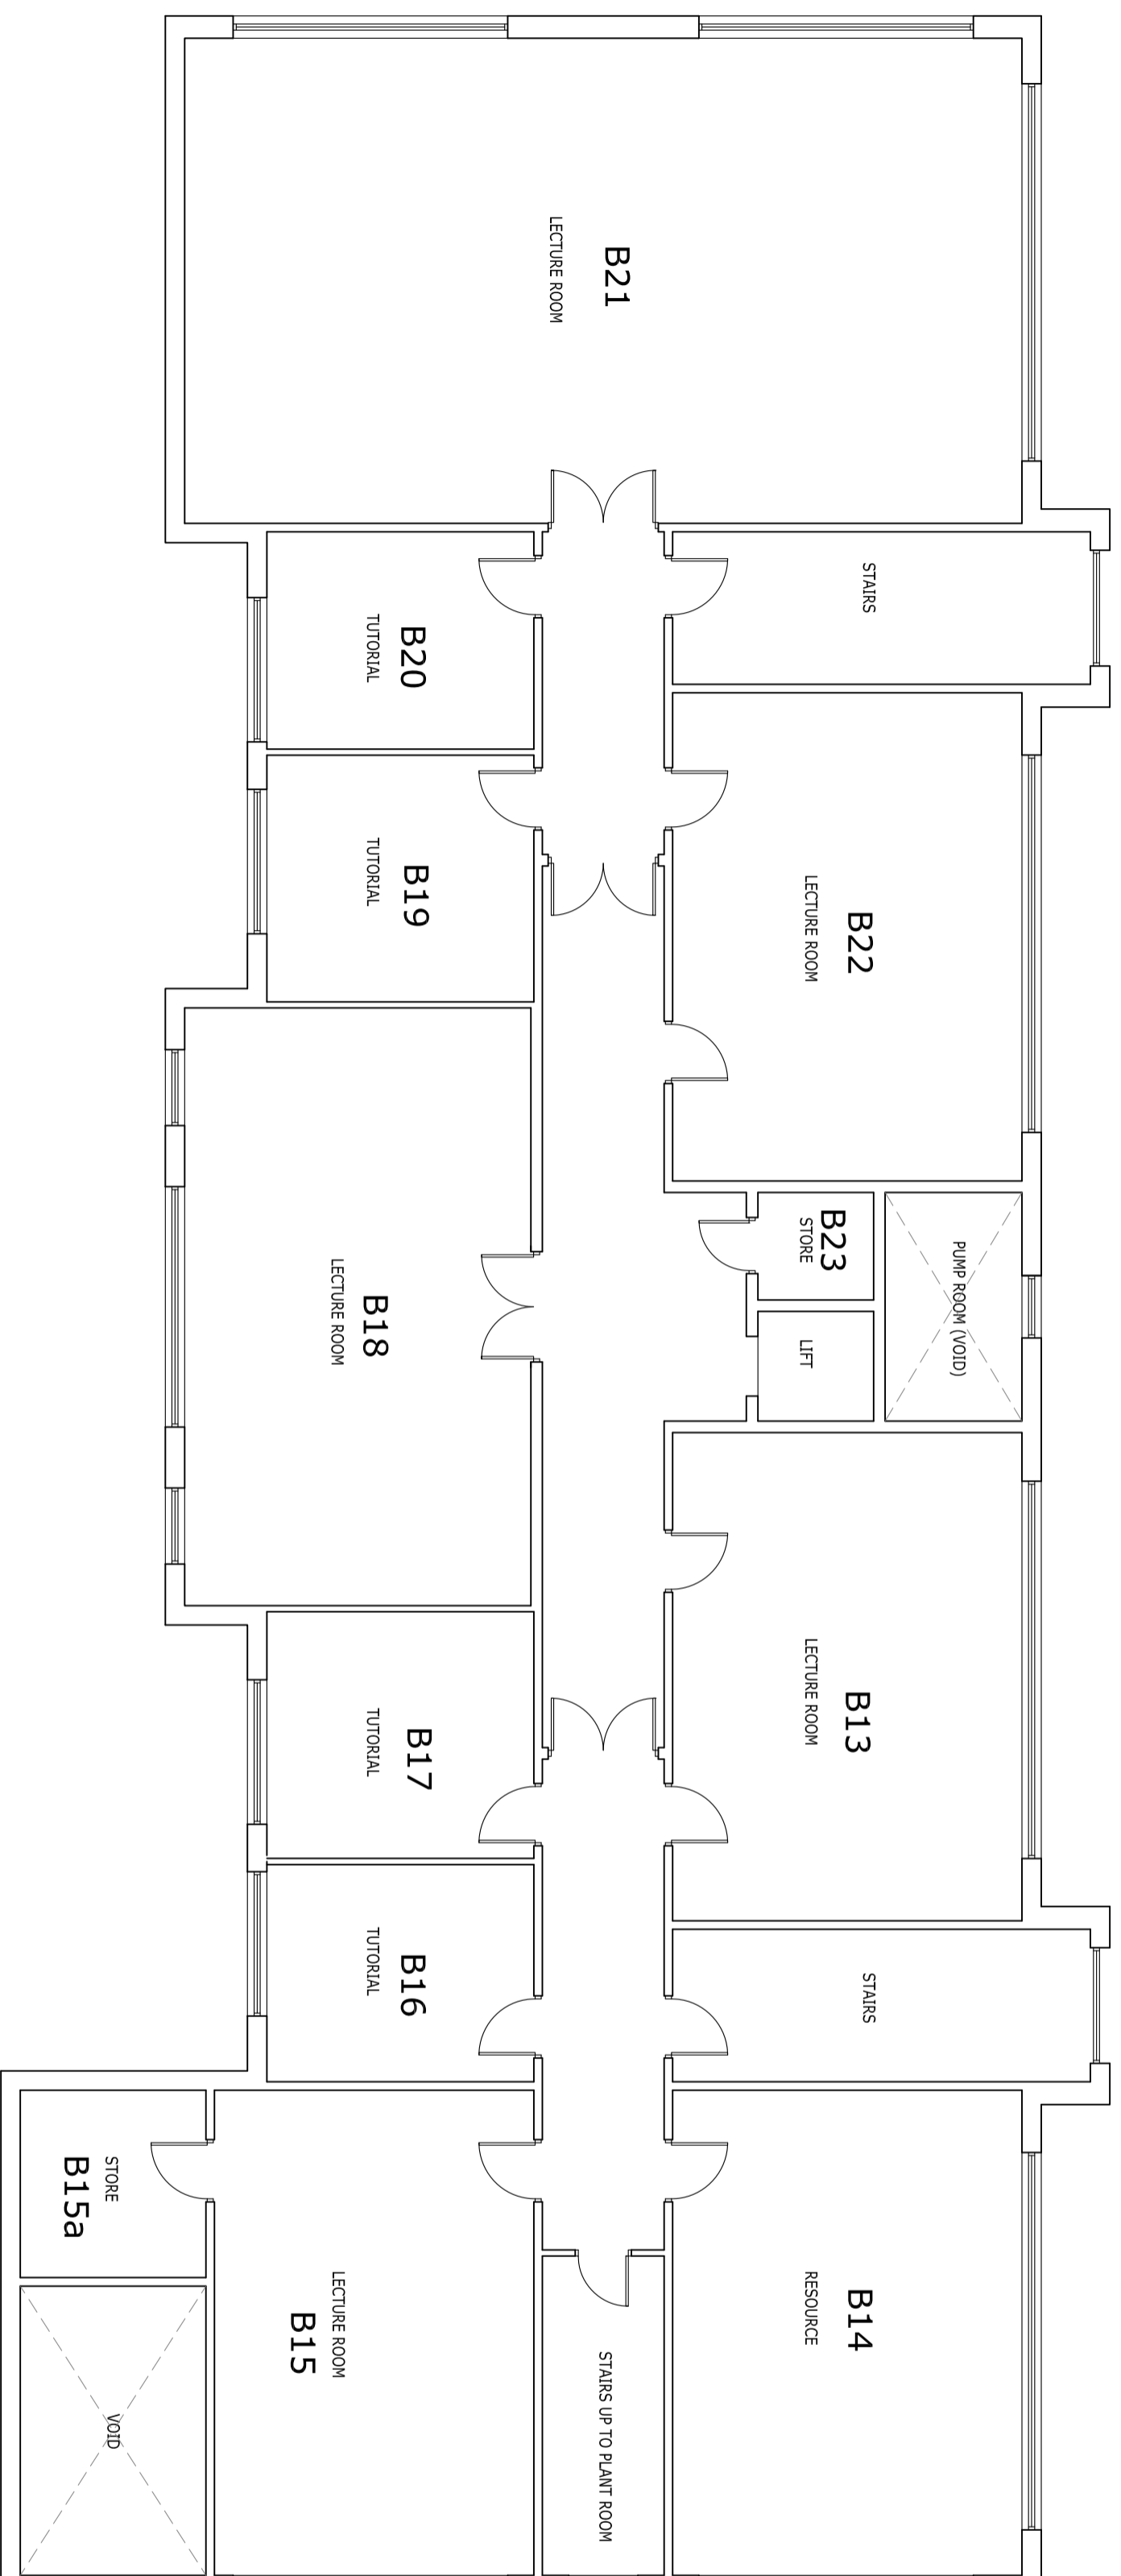 B21
LECTURE ROOM
STAIRS
B20
TUTORIAL
B19
TUTORIAL
B22
LECTURE ROOM
B23
STORE
PUMP ROOM (VOID)
LIFT
B18
LECTURE ROOM
B13
LECTURE ROOM
B17
TUTORIAL
B16
TUTORIAL
STAIRS
STORE
B15a
B14
RESOURCE
LECTURE ROOM
B15
STAIRS UP TO PLANT ROOM
VOID